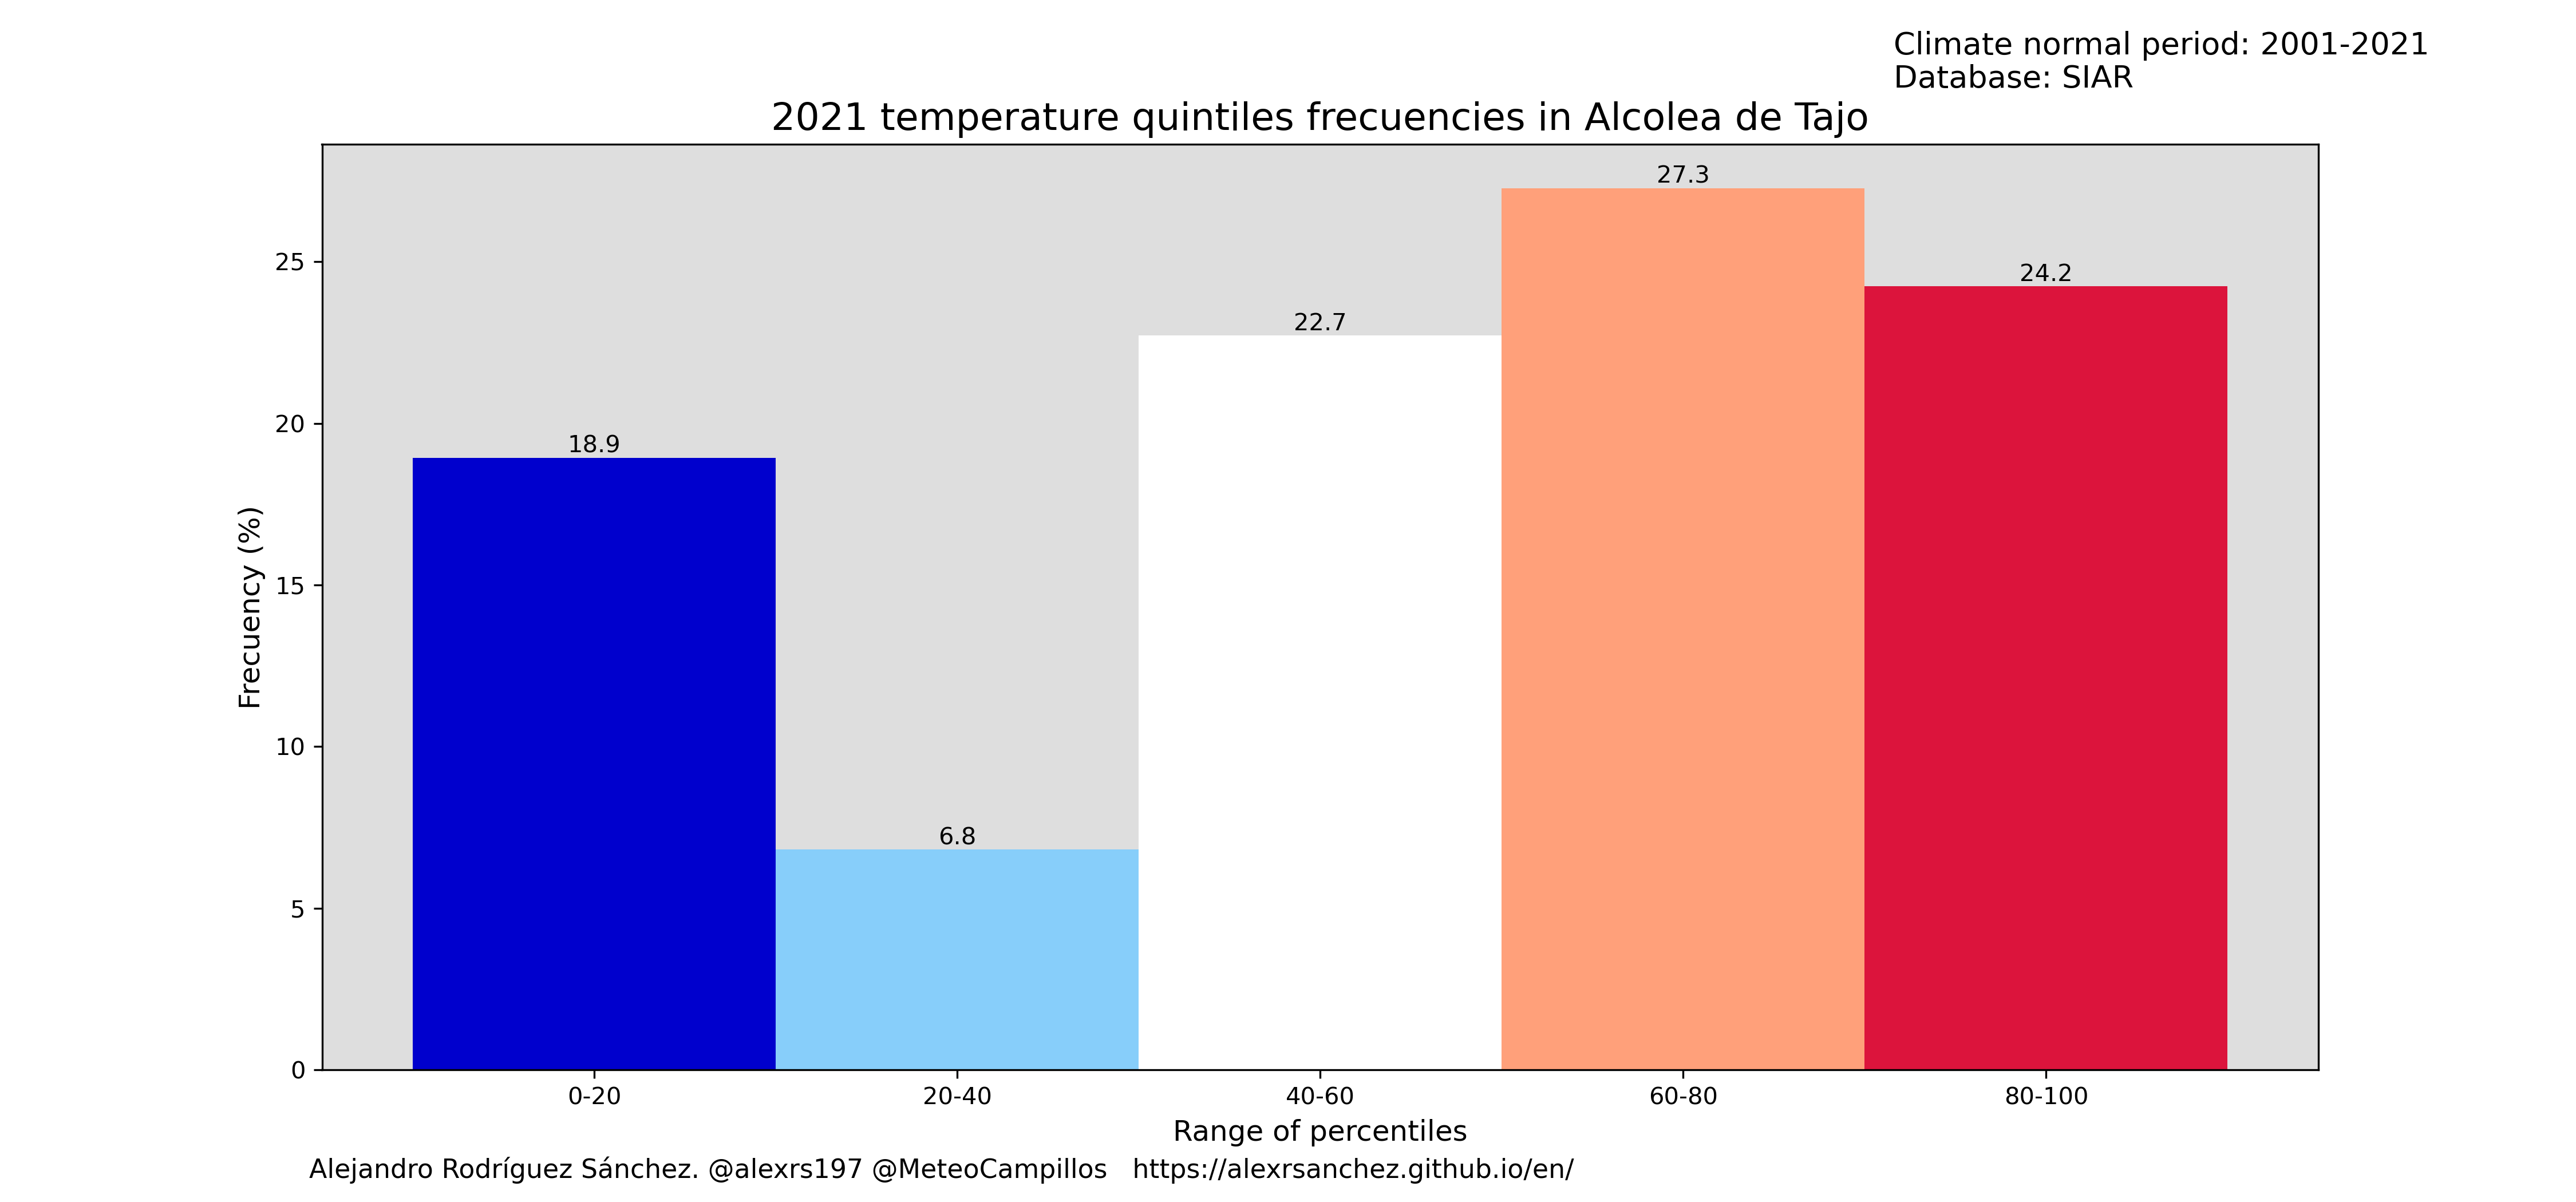 Climate normal period: 2001-2021
Database: SIAR
2021 temperature quintiles frecuencies in Alcolea de Tajo
27.3
24.2
22.7
18.9
6.8
25
20
15
10
5
0
Frecuency (%)
0-20 20-40 40-60 60-80 80-100
Range of percentiles
Alejandro Rodríguez Sánchez. @alexrs197 @MeteoCampillos https://alexrsanchez.github.io/en/